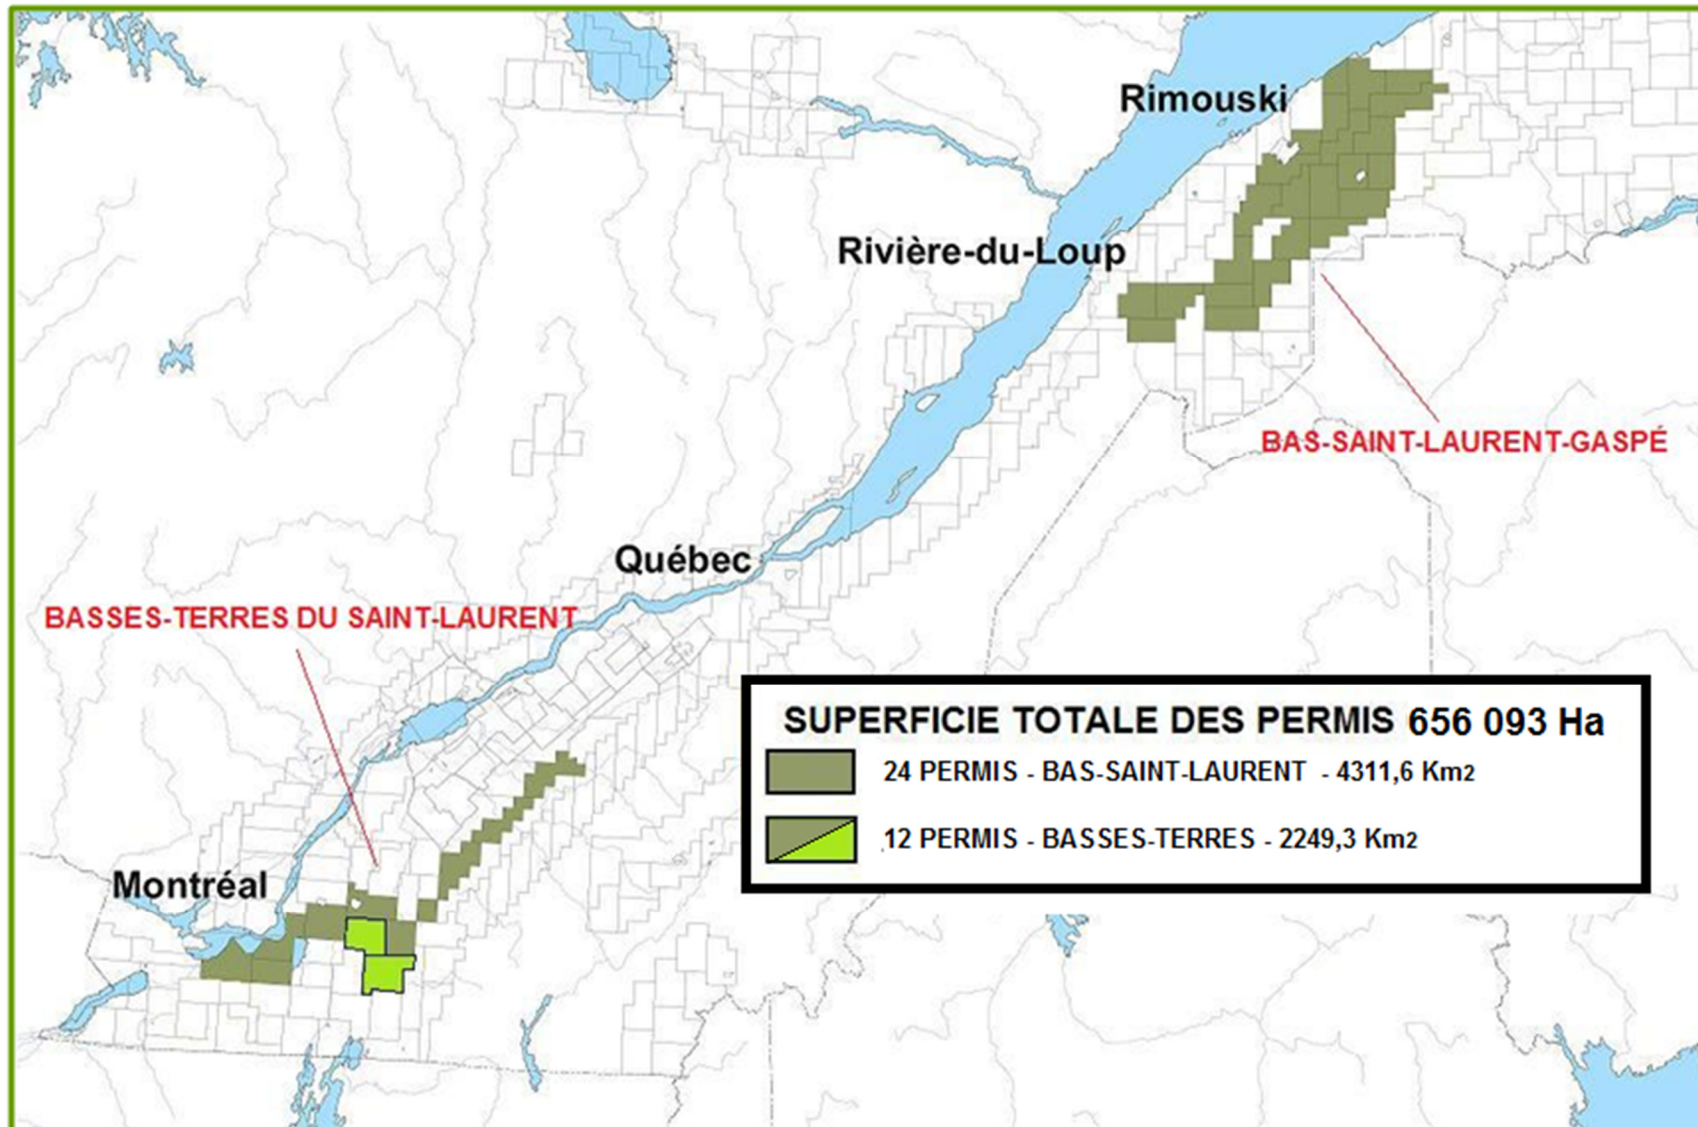 Rimouski
Rivière-du-Loup
BAS-SAINT-LAURENT-GASPÉ
Québec
BASSES-TERRES DU SAINT-LAURENT
Montréal
SUPERFICIE TOTALE DES PERMIS 656 093 Ha
24 PERMIS - BAS-SAINT-LAURENT - 4311,6 Km2
12 PERMIS - BASSES-TERRES - 2249,3 Km2